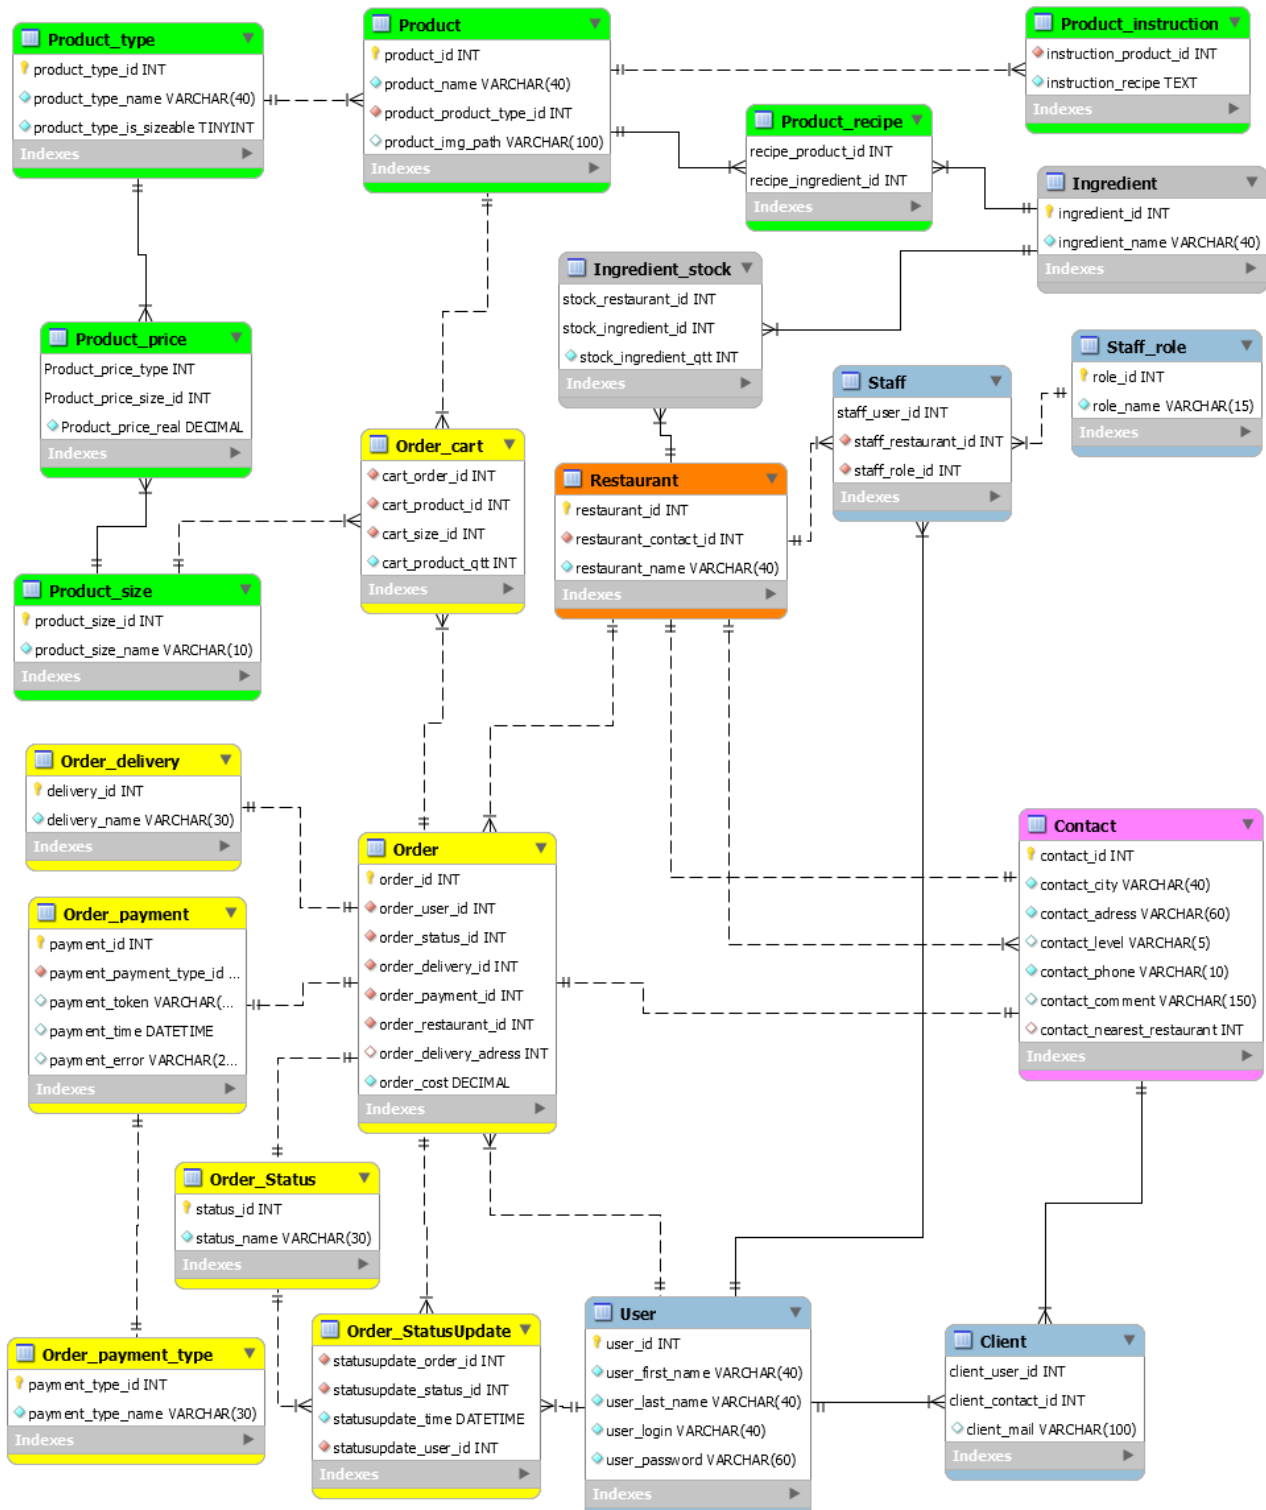 Product_type
product_type_id INT
product_type_name VARCHAR(40)
product_type_is_sizeable TINYINT
Indexes
Product
product_id INT
product_name VARCHAR(40)
product_product_type_id INT
product_img_path VARCHAR(100)
Indexes
Product_instruction
instruction_product_id INT
instruction_recipe TEXT
Indexes
Product_recipe
recipe_product_id INT
recipe_ingredient_id INT
Indexes
Ingredient
ingredient_id INT
ingredient_name VARCHAR(40)
Indexes
Ingredient_stock
stock_restaurant_id INT
stock_ingredient_id INT
stock_ingredient_qtt INT
Indexes
Product_price
Product_price_type INT
Product_price_size_id INT
Product_price_real DECIMAL
Indexes
Staff_role
role_id INT
role_name VARCHAR(15)
Indexes
Staff
staff_user_id INT
staff_restaurant_id INT
staff_role_id INT
Indexes
Order_cart
cart_order_id INT
cart_product_id INT
cart_size_id INT
cart_product_qtt INT
Indexes
Restaurant
restaurant_id INT
restaurant_contact_id INT
restaurant_name VARCHAR(40)
Indexes
Product_size
product_size_id INT
product_size_name VARCHAR(10)
Indexes
Order_delivery
delivery_id INT
delivery_name VARCHAR(30)
Indexes
Order
order_id INT
order_user_id INT
order_status_id INT
order_delivery_id INT
order_payment_id INT
order_restaurant_id INT
order_delivery_adress INT
order_cost DECIMAL
Indexes
Contact
contact_id INT
contact_city VARCHAR(40)
contact_adress VARCHAR(60)
contact_level VARCHAR(5)
contact_phone VARCHAR(10)
contact_comment VARCHAR(150)
contact_nearest_restaurant INT
Indexes
Order_payment
payment_id INT
payment_payment_type_id ...
payment_token VARCHAR(...
payment_time DATETIME
payment_error VARCHAR(2...
Indexes
Order_Status
status_id INT
status_name VARCHAR(30)
Indexes
Order_payment_type
payment_type_id INT
payment_type_name VARCHAR(30)
Indexes
Order_StatusUpdate
statusupdate_order_id INT
statusupdate_status_id INT
statusupdate_time DATETIME
statusupdate_user_id INT
Indexes
User
user_id INT
user_first_name VARCHAR(40)
user_last_name VARCHAR(40)
user_login VARCHAR(40)
user_password VARCHAR(60)
Indexes
Client
client_user_id INT
client_contact_id INT
client_mail VARCHAR(100)
Indexes